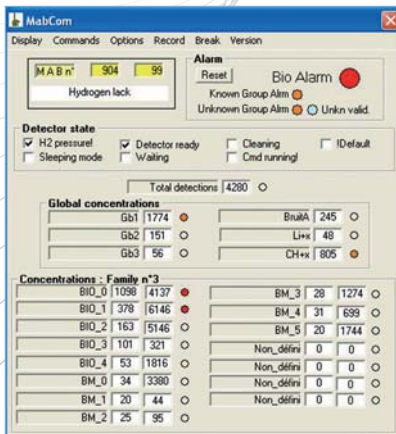 MabCom
Display Commands Options Record Break Version
M A B n° 904 99
Hydrogen lack
Alarm
Reset Bio Alarm
Known Group Alrm
Unknown Group Alrm Unkn valid.
Detector state
H2 pressure! Detector ready Cleaning !Default
Sleeping mode Waiting Cmd running!
Total detections 4280
Global concentrations
Gb1 1774 BruitA 245
Gb2 151 Li+x 48
Gb3 56 CH+x 805
Concentrations : Family n°3
BIO_0 1098 4137 BM_3 28 1274
BIO_1 378 6146 BM_4 31 699
BIO_2 163 5146 BM_5 20 1744
BIO_3 101 321 Non_défini 0 0
BIO_4 53 1816 Non_défini 0 0
BM_0 34 3380 Non_défini 0 0
BM_1 20 44 Non_défini 0 0
BM_2 25 95